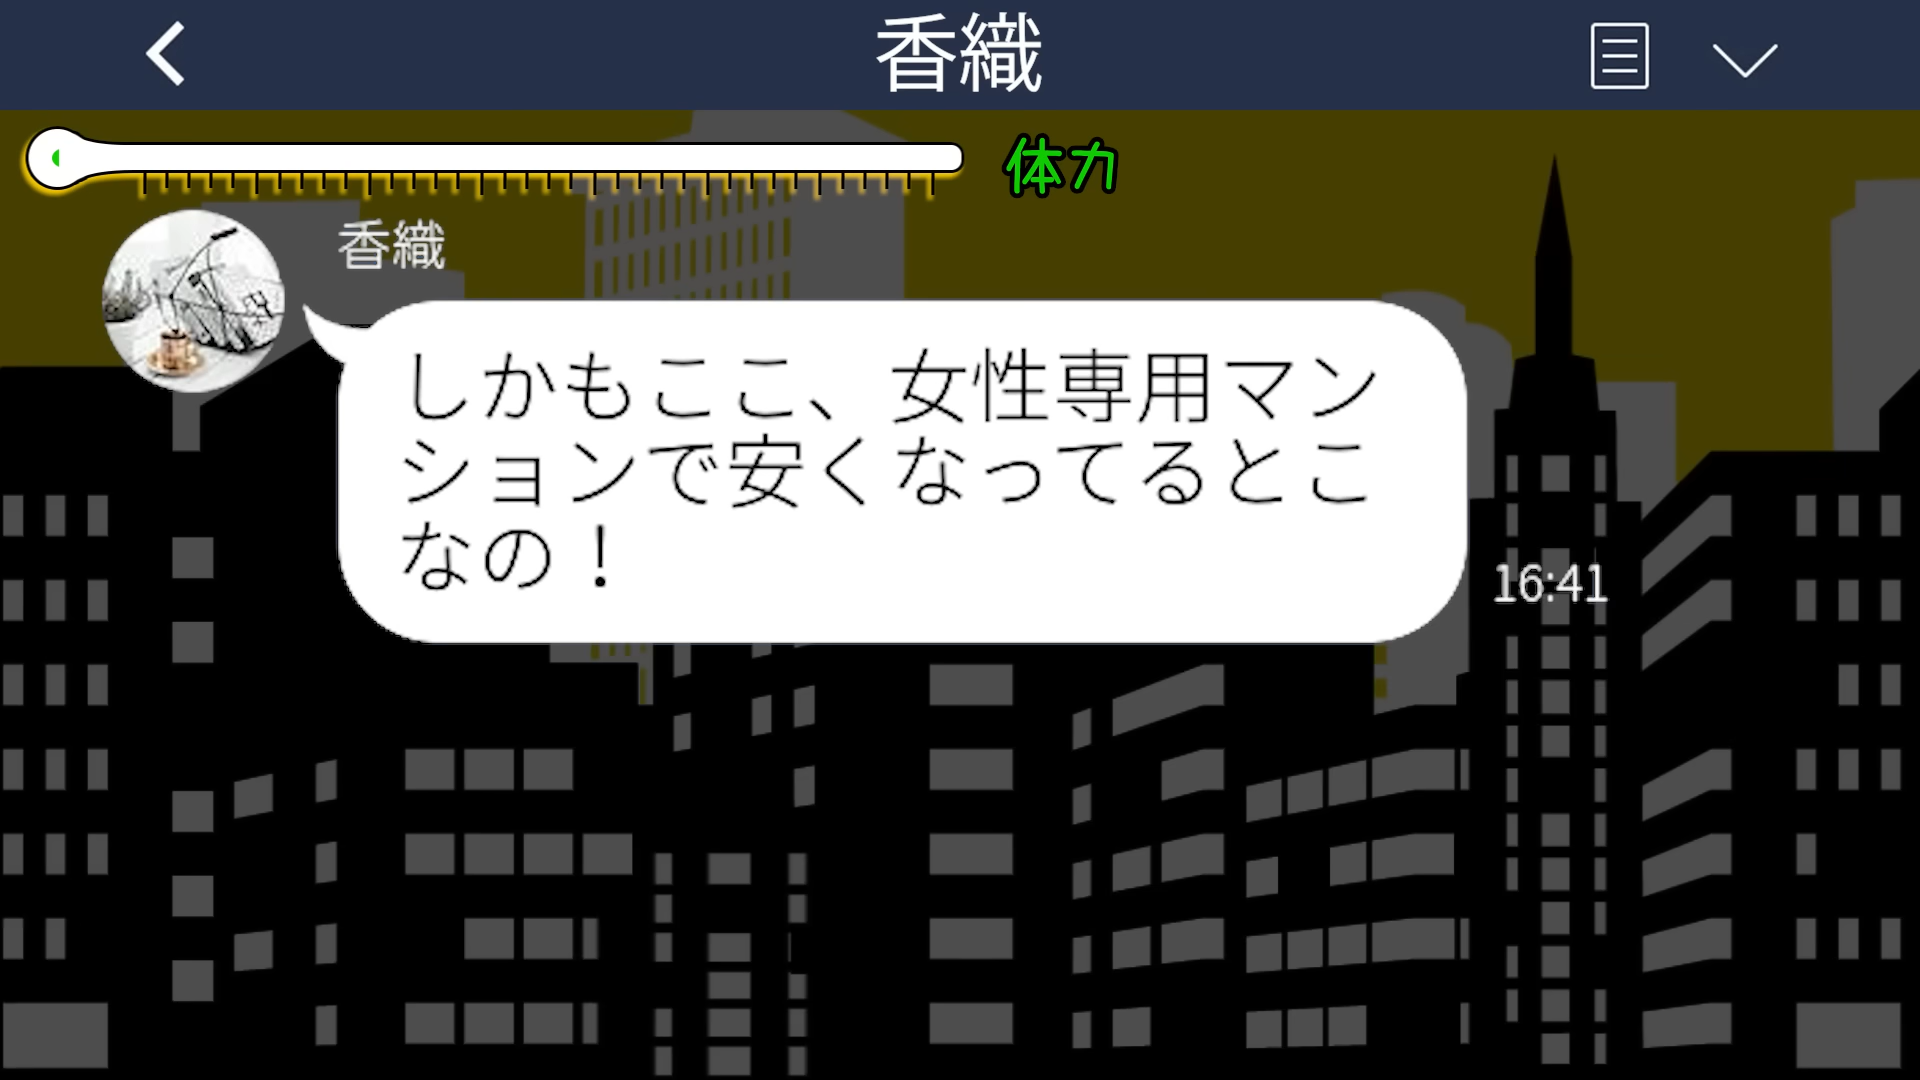 香織
体力
香織
しかもここ、女性専用マン
ションで安くなってるとこ
なの！
16:41